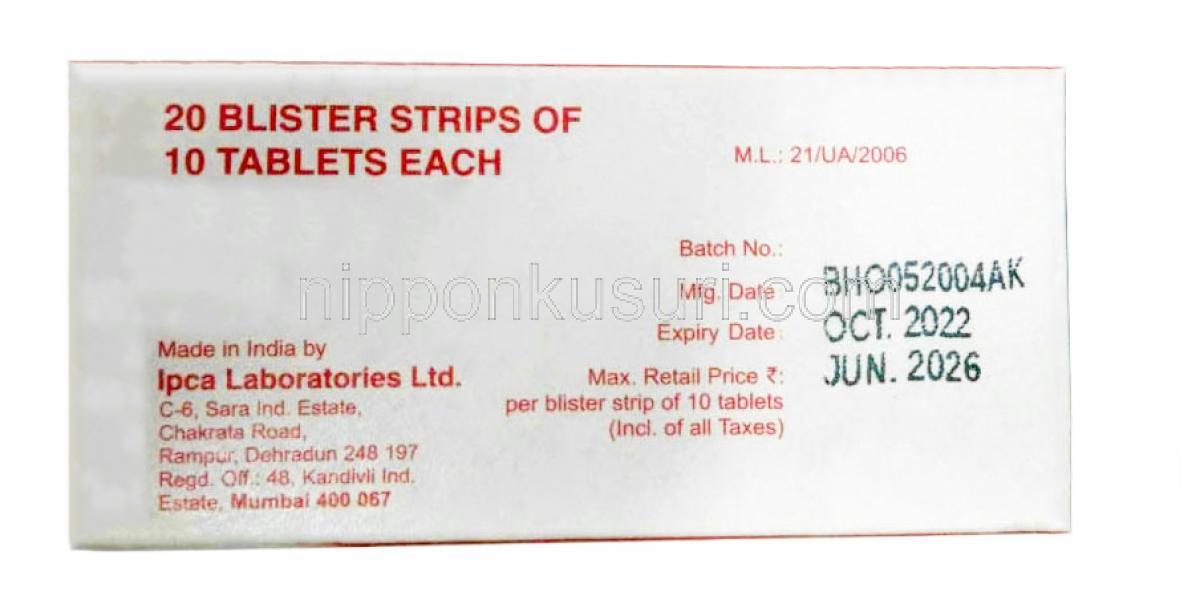 20 BLISTER STRIPS OF
10 TABLETS EACH
M.L.: 21/UA/2006
Batch No.:
BHO052004AK
Mfg. Date :
OCT. 2022
Expiry Date :
JUN. 2026
Max. Retail Price ₹:
per blister strip of 10 tablets
(Incl. of all Taxes)
Made in India by
Ipca Laboratories Ltd.
C-6, Sara Ind. Estate,
Chakrata Road,
Rampur, Dehradun 248 197
Regd. Off.: 48, Kandivli Ind.
Estate, Mumbai 400 067
nipponkusuri.com